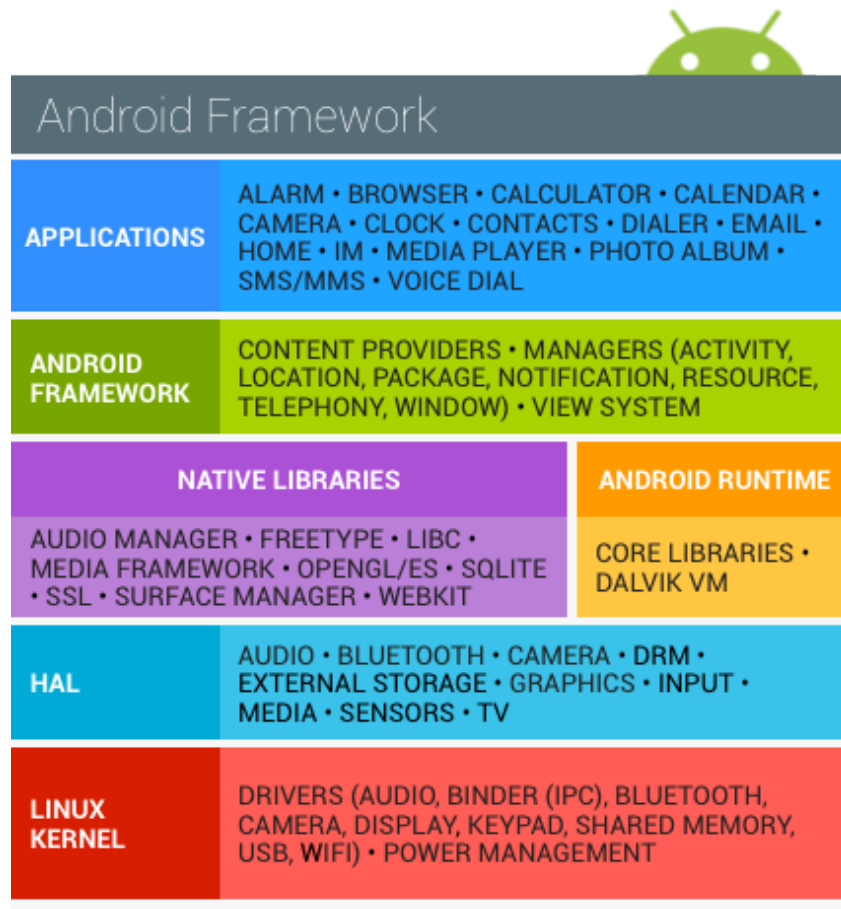 Android Framework
APPLICATIONS
ALARM • BROWSER • CALCULATOR • CALENDAR •
CAMERA • CLOCK • CONTACTS • DIALER • EMAIL •
HOME • IM • MEDIA PLAYER • PHOTO ALBUM •
SMS/MMS • VOICE DIAL
ANDROID
FRAMEWORK
CONTENT PROVIDERS • MANAGERS (ACTIVITY,
LOCATION, PACKAGE, NOTIFICATION, RESOURCE,
TELEPHONY, WINDOW) • VIEW SYSTEM
NATIVE LIBRARIES
AUDIO MANAGER • FREETYPE • LIBC •
MEDIA FRAMEWORK • OPENGL/ES • SQLITE
• SSL • SURFACE MANAGER • WEBKIT
ANDROID RUNTIME
CORE LIBRARIES •
DALVIK VM
HAL
AUDIO • BLUETOOTH • CAMERA • DRM •
EXTERNAL STORAGE • GRAPHICS • INPUT •
MEDIA • SENSORS • TV
LINUX
KERNEL
DRIVERS (AUDIO, BINDER (IPC), BLUETOOTH,
CAMERA, DISPLAY, KEYPAD, SHARED MEMORY,
USB, WIFI) • POWER MANAGEMENT